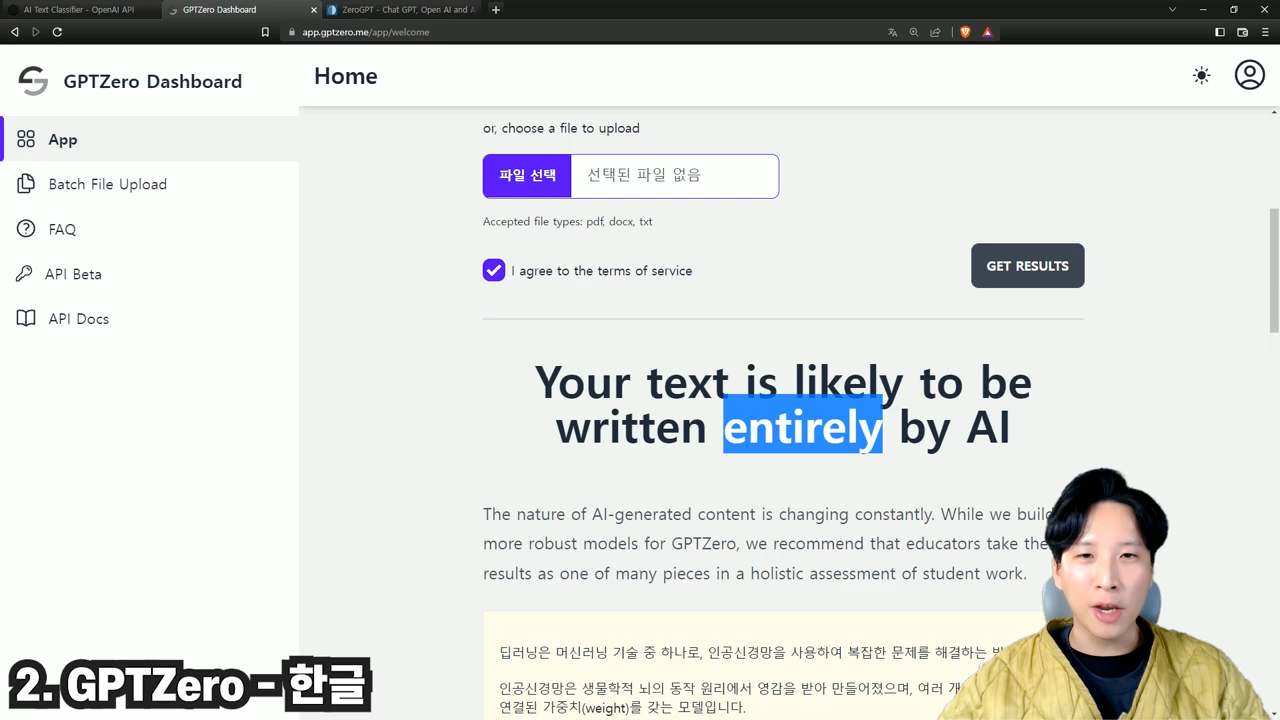 AI Text Classifier - OpenAI API
GPTZero Dashboard
ZeroGPT - Chat GPT, Open AI and A
app.gptzero.me/app/welcome
GPTZero Dashboard
Home
App
Batch File Upload
FAQ
API Beta
API Docs
or, choose a file to upload
파일 선택
선택된 파일 없음
Accepted file types: pdf, docx, txt
I agree to the terms of service
GET RESULTS
Your text is likely to be
written entirely by AI
The nature of AI-generated content is changing constantly. While we build
more robust models for GPTZero, we recommend that educators take the
results as one of many pieces in a holistic assessment of student work.
딥러닝은 머신러닝 기술 중 하나로, 인공신경망을 사용하여 복잡한 문제를 해결하는
인공신경망은 생물학적 뇌의 동작 원리에서 영감을 받아 만들어졌으며, 여러
연결된 가중치(weight)를 갖는 모델입니다.
2. GPTZero - 한글